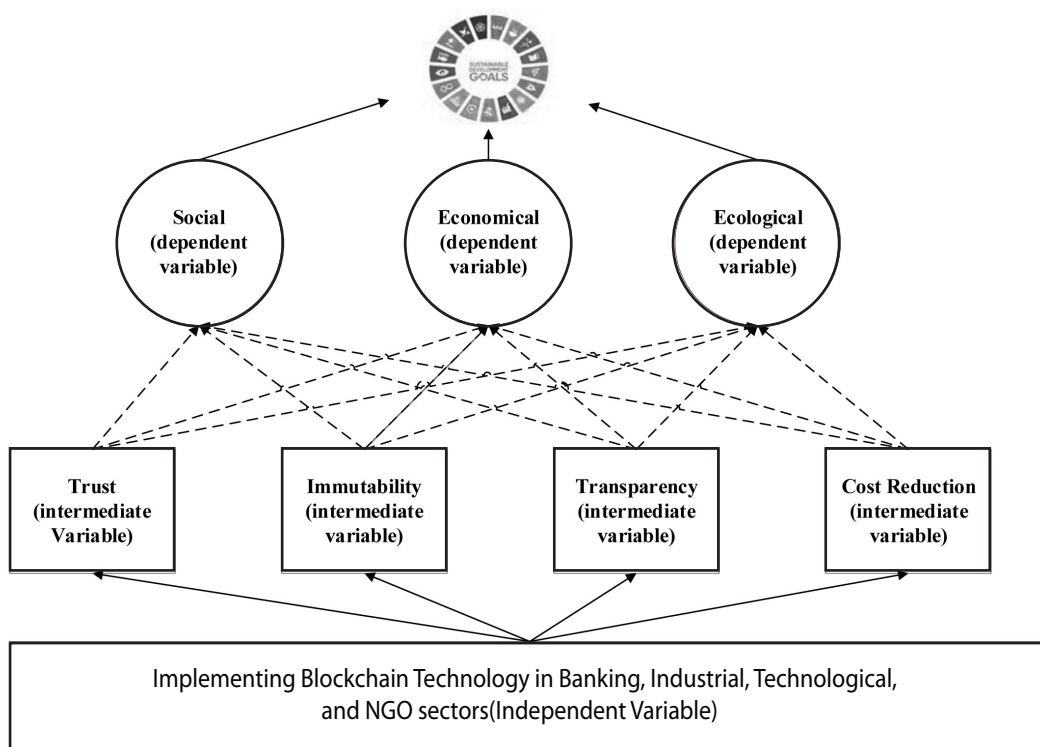 SUSTAINABLE
DEVELOPMENT
GOALS
Social
(dependent
variable)
Economical
(dependent
variable)
Ecological
(dependent
variable)
Trust
(intermediate
Variable)
Immutability
(intermediate
variable)
Transparency
(intermediate
variable)
Cost Reduction
(intermediate
variable)
Implementing Blockchain Technology in Banking, Industrial, Technological,
and NGO sectors(Independent Variable)